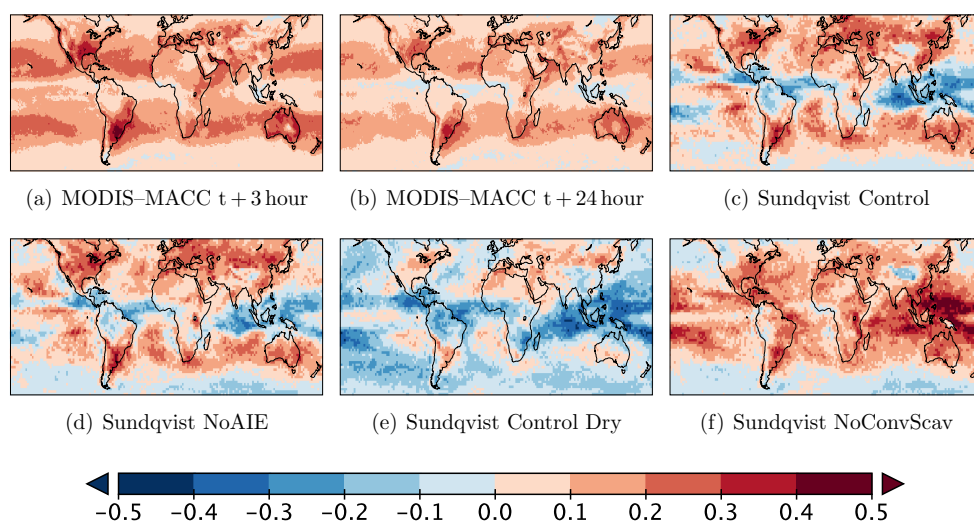 (a) MODIS–MACC t + 3 hour
(b) MODIS–MACC t + 24 hour
(c) Sundqvist Control
(d) Sundqvist NoAIE
(e) Sundqvist Control Dry
(f) Sundqvist NoConvScav
−0.5 −0.4 −0.3 −0.2 −0.1 0.0 0.1 0.2 0.3 0.4 0.5